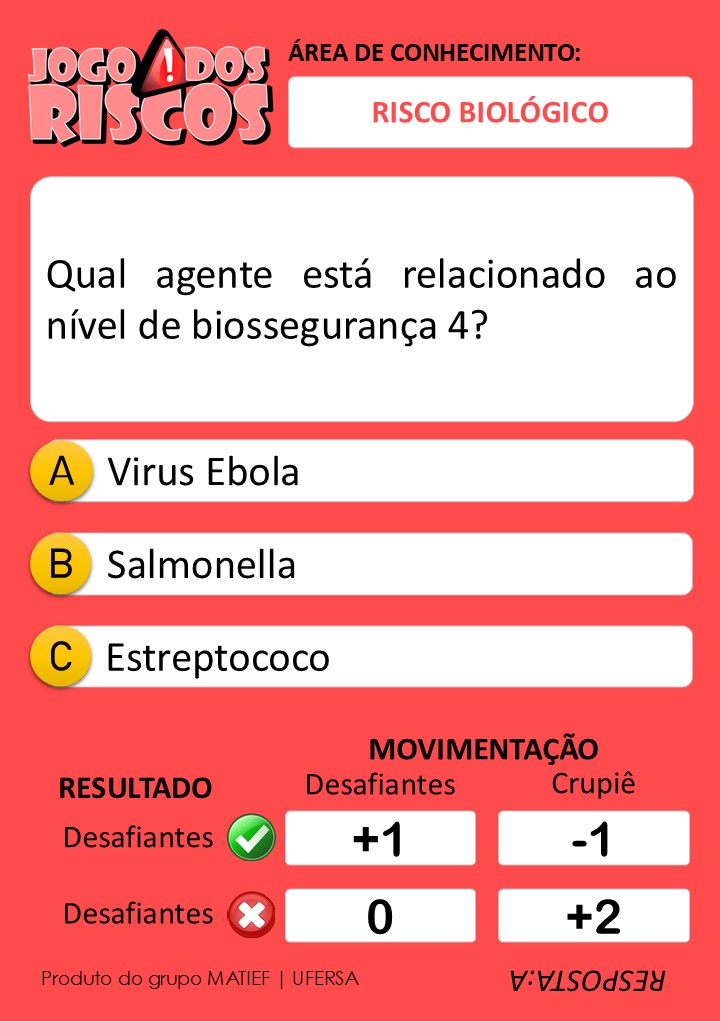 JOGO DOS
RISCOS
ÁREA DE CONHECIMENTO:
RISCO BIOLÓGICO
Qual agente está relacionado ao
nível de biossegurança 4?
A Virus Ebola
B Salmonella
C Estreptococo
MOVIMENTAÇÃO
RESULTADO Desafiantes Crupiê
Desafiantes +1 -1
Desafiantes 0 +2
Produto do grupo MATIEF | UFERSA
RESPOSTA:A